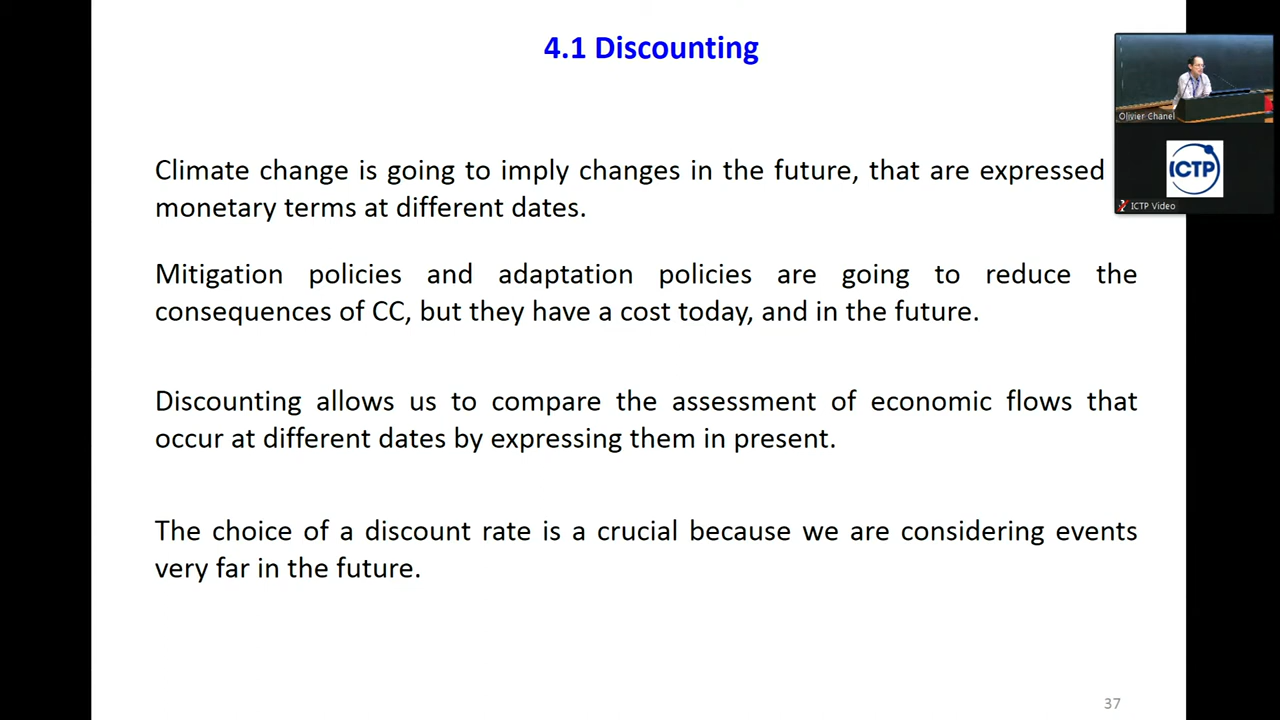 4.1 Discounting
Climate change is going to imply changes in the future, that are expressed
monetary terms at different dates.
Mitigation policies and adaptation policies are going to reduce the
consequences of CC, but they have a cost today, and in the future.
Discounting allows us to compare the assessment of economic flows that
occur at different dates by expressing them in present.
The choice of a discount rate is a crucial because we are considering events
very far in the future.
37
Olivier Chanel
ICTP
ICTP Video